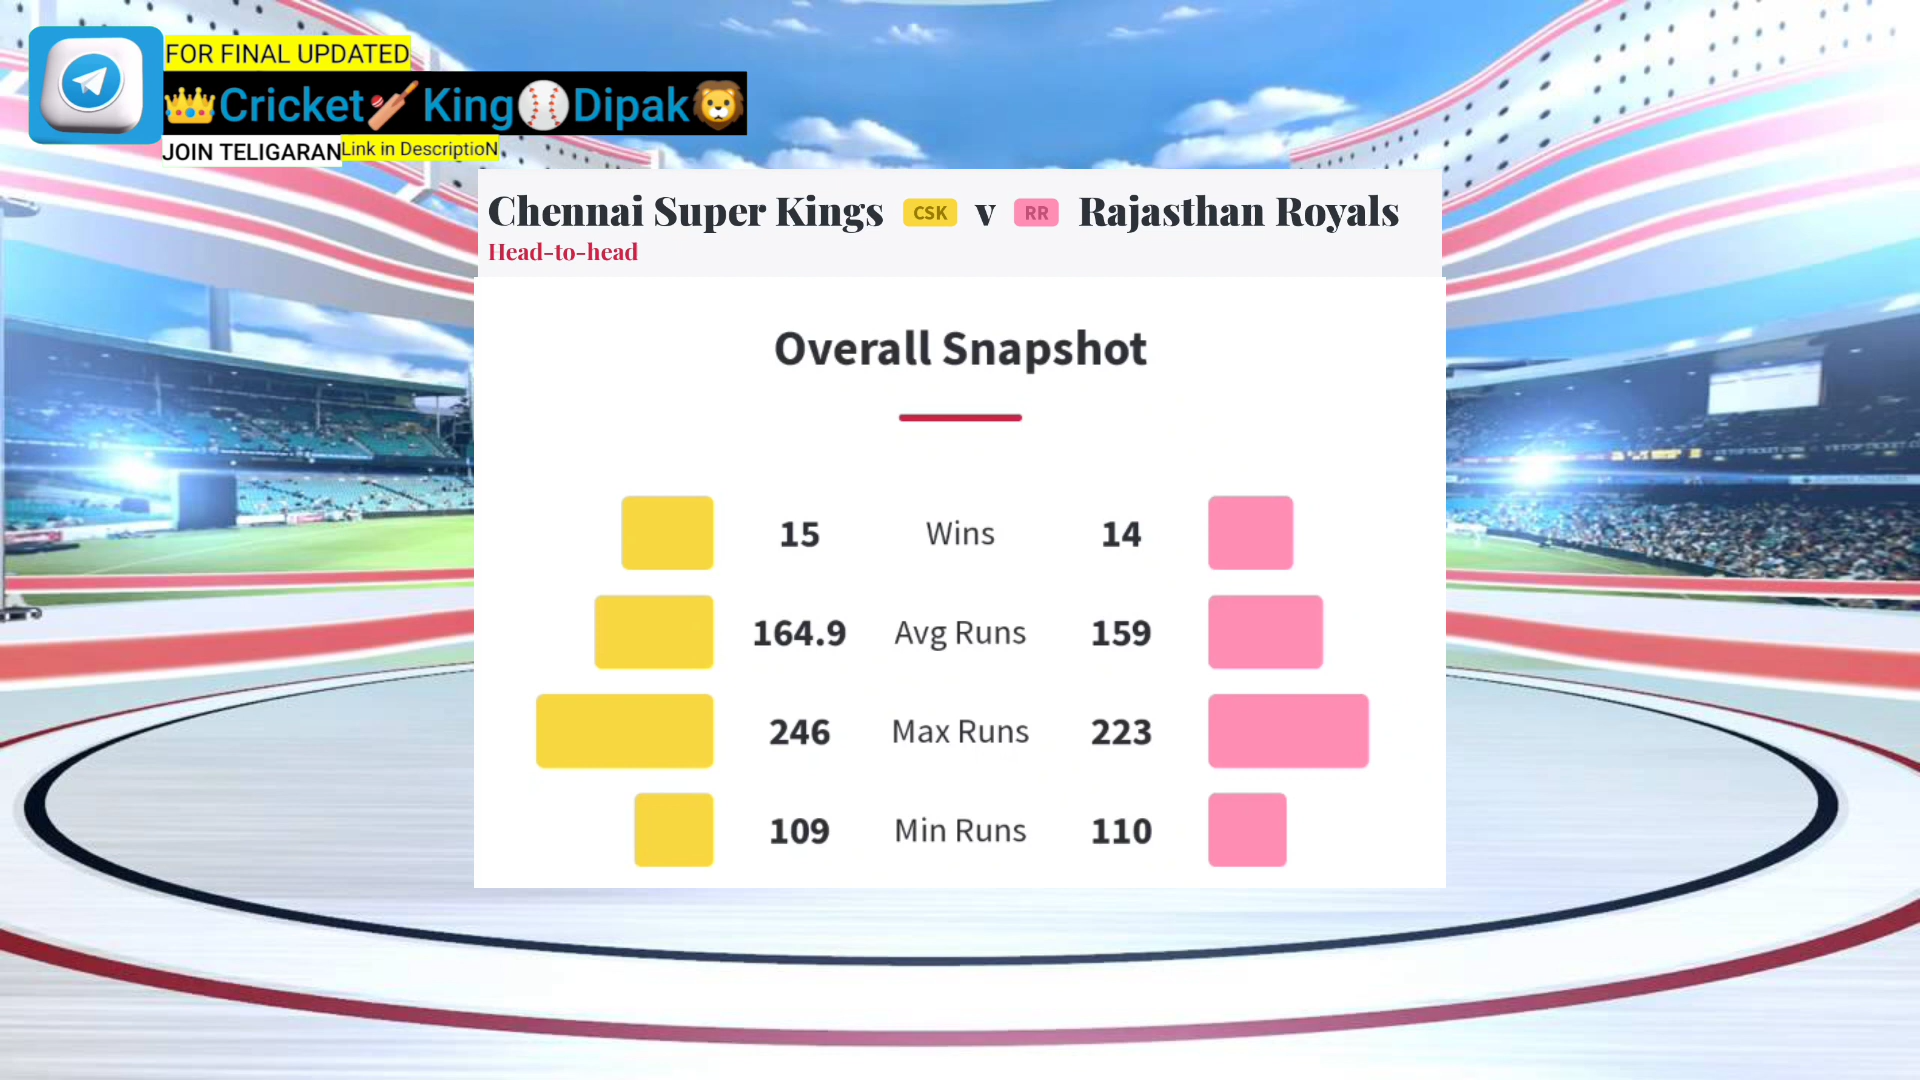 FOR FINAL UPDATED
👑Cricket🏏King⚾Dipak🦁
JOIN TELIGARAN Link in DescriptioN
Chennai Super Kings CSK v RR Rajasthan Royals
Head-to-head
Overall Snapshot
15 Wins 14
164.9 Avg Runs 159
246 Max Runs 223
109 Min Runs 110